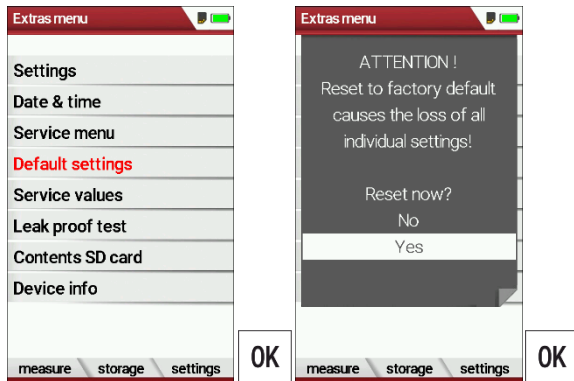 Extras menu
Settings
Date & time
Service menu
Default settings
Service values
Leak proof test
Contents SD card
Device info
measure storage settings
OK
Extras menu
ATTENTION !
Reset to factory default
causes the loss of all
individual settings!
Reset now?
No
Yes
measure storage settings
OK